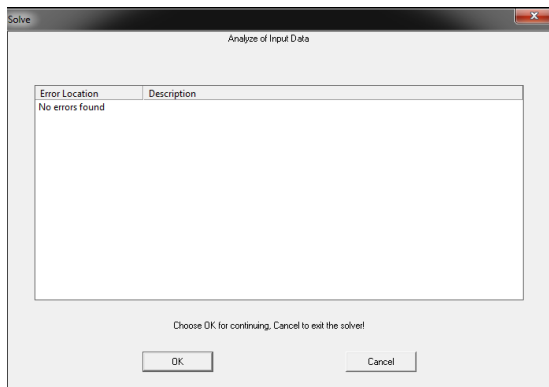 Solve
Analyze of Input Data
Error Location Description
No errors found
Choose OK for continuing, Cancel to exit the solver!
OK Cancel